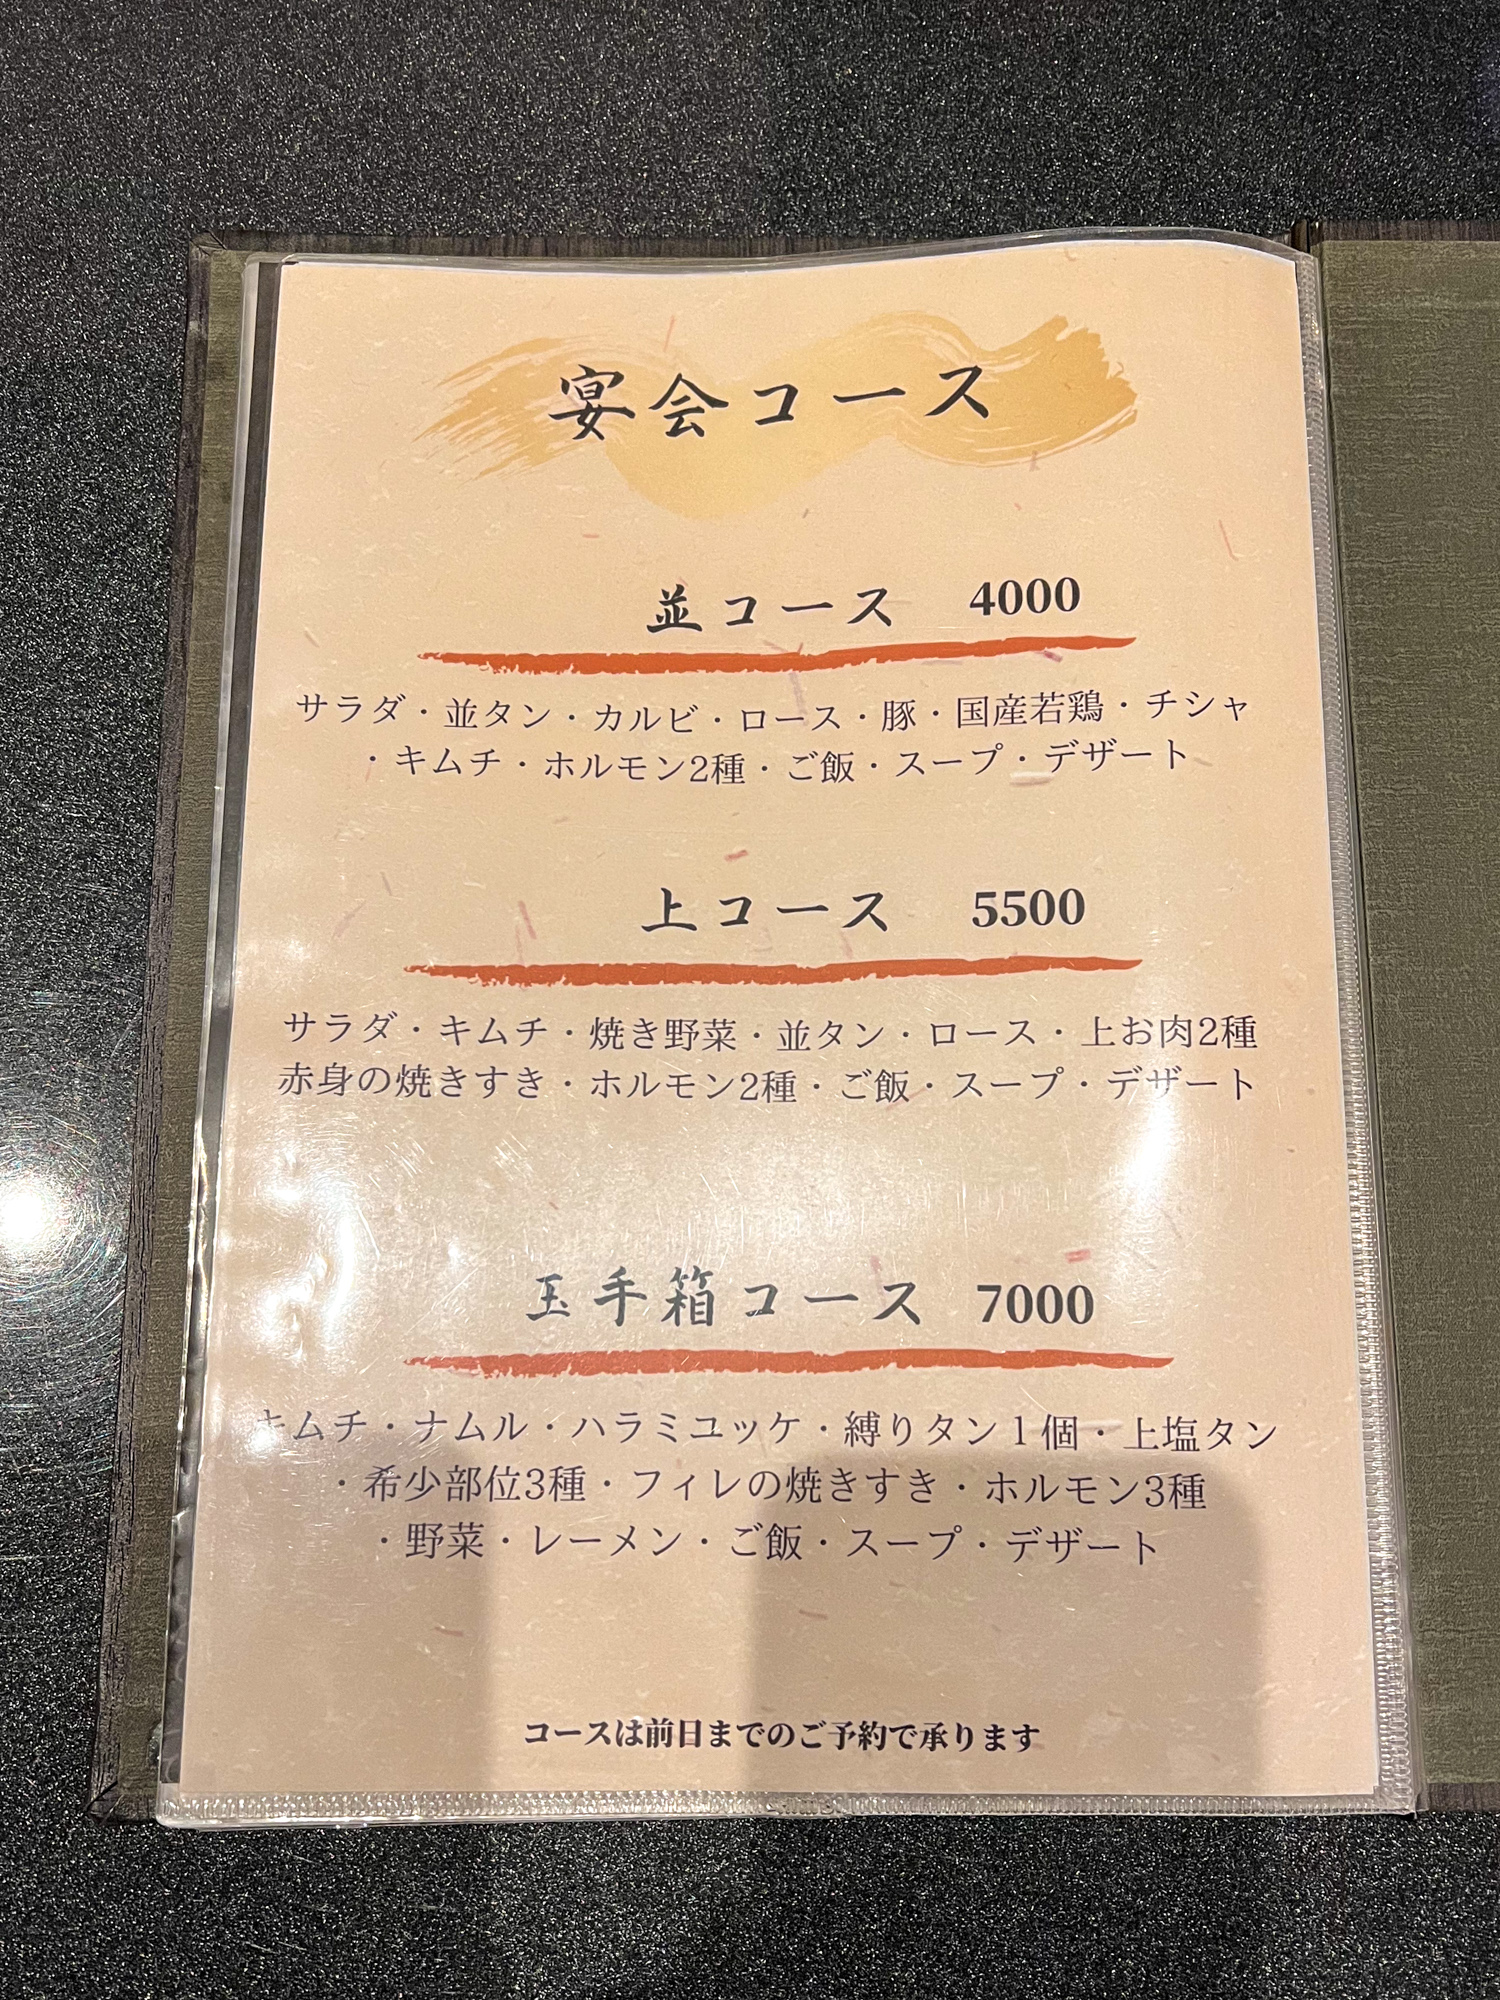 宴会コース
並コース 4000
サラダ・並タン・カルビ・ロース・豚・国産若鶏・チシャ
・キムチ・ホルモン2種・ご飯・スープ・デザート
上コース 5500
サラダ・キムチ・焼き野菜・並タン・ロース・上お肉2種
赤身の焼きすき・ホルモン2種・ご飯・スープ・デザート
玉手箱コース 7000
キムチ・ナムル・ハラミユッケ・縛りタン1個・上塩タン
・希少部位3種・フィレの焼きすき・ホルモン3種
・野菜・レーメン・ご飯・スープ・デザート
コースは前日までのご予約で承ります